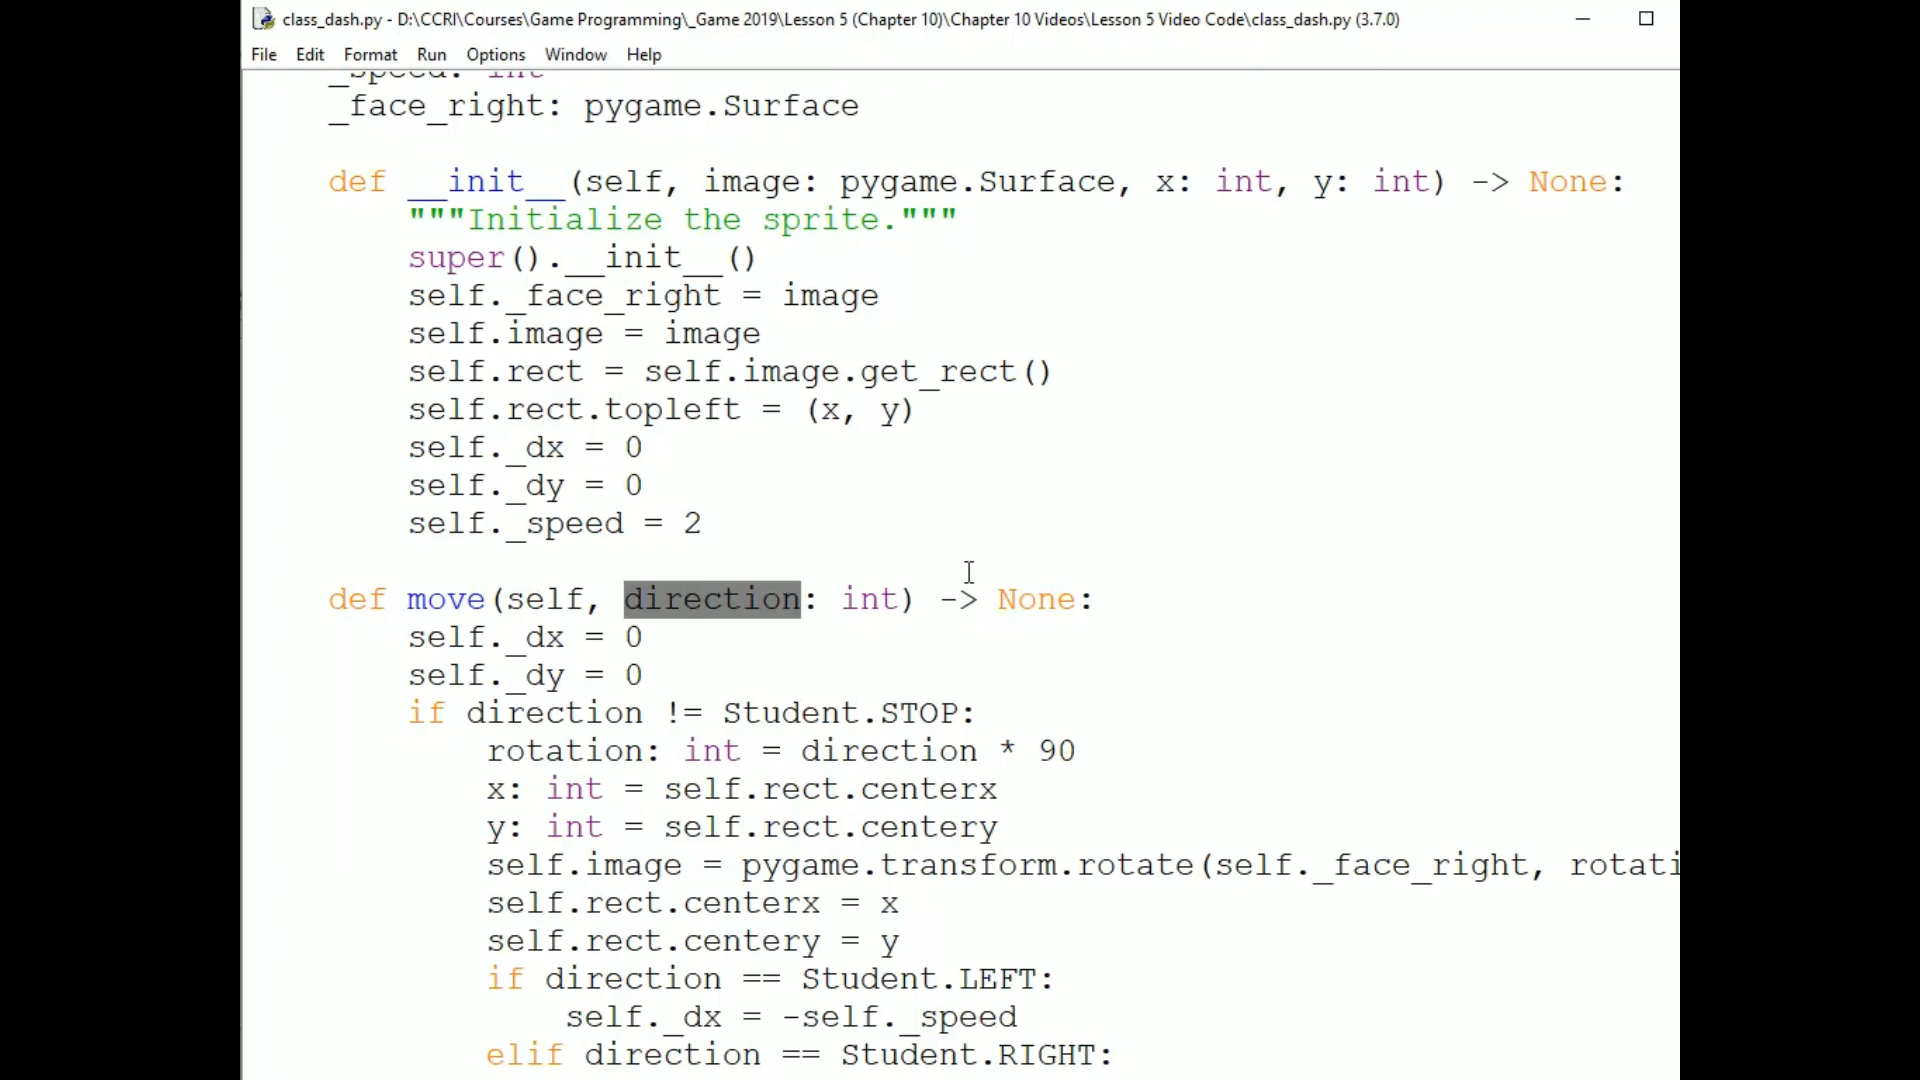 class_dash.py - D:\CCRI\Courses\Game Programming\_Game 2019\Lesson 5 (Chapter 10)\Chapter 10 Videos\Lesson 5 Video Code\class_dash.py (3.7.0)
File Edit Format Run Options Window Help
_speed: int
_face_right: pygame.Surface
def __init__(self, image: pygame.Surface, x: int, y: int) -> None:
"""Initialize the sprite."""
super().__init__()
self._face_right = image
self.image = image
self.rect = self.image.get_rect()
self.rect.topleft = (x, y)
self._dx = 0
self._dy = 0
self._speed = 2
def move(self, direction: int) -> None:
self._dx = 0
self._dy = 0
if direction != Student.STOP:
rotation: int = direction * 90
x: int = self.rect.centerx
y: int = self.rect.centery
self.image = pygame.transform.rotate(self._face_right, rotati
self.rect.centerx = x
self.rect.centery = y
if direction == Student.LEFT:
self._dx = -self._speed
elif direction == Student.RIGHT: